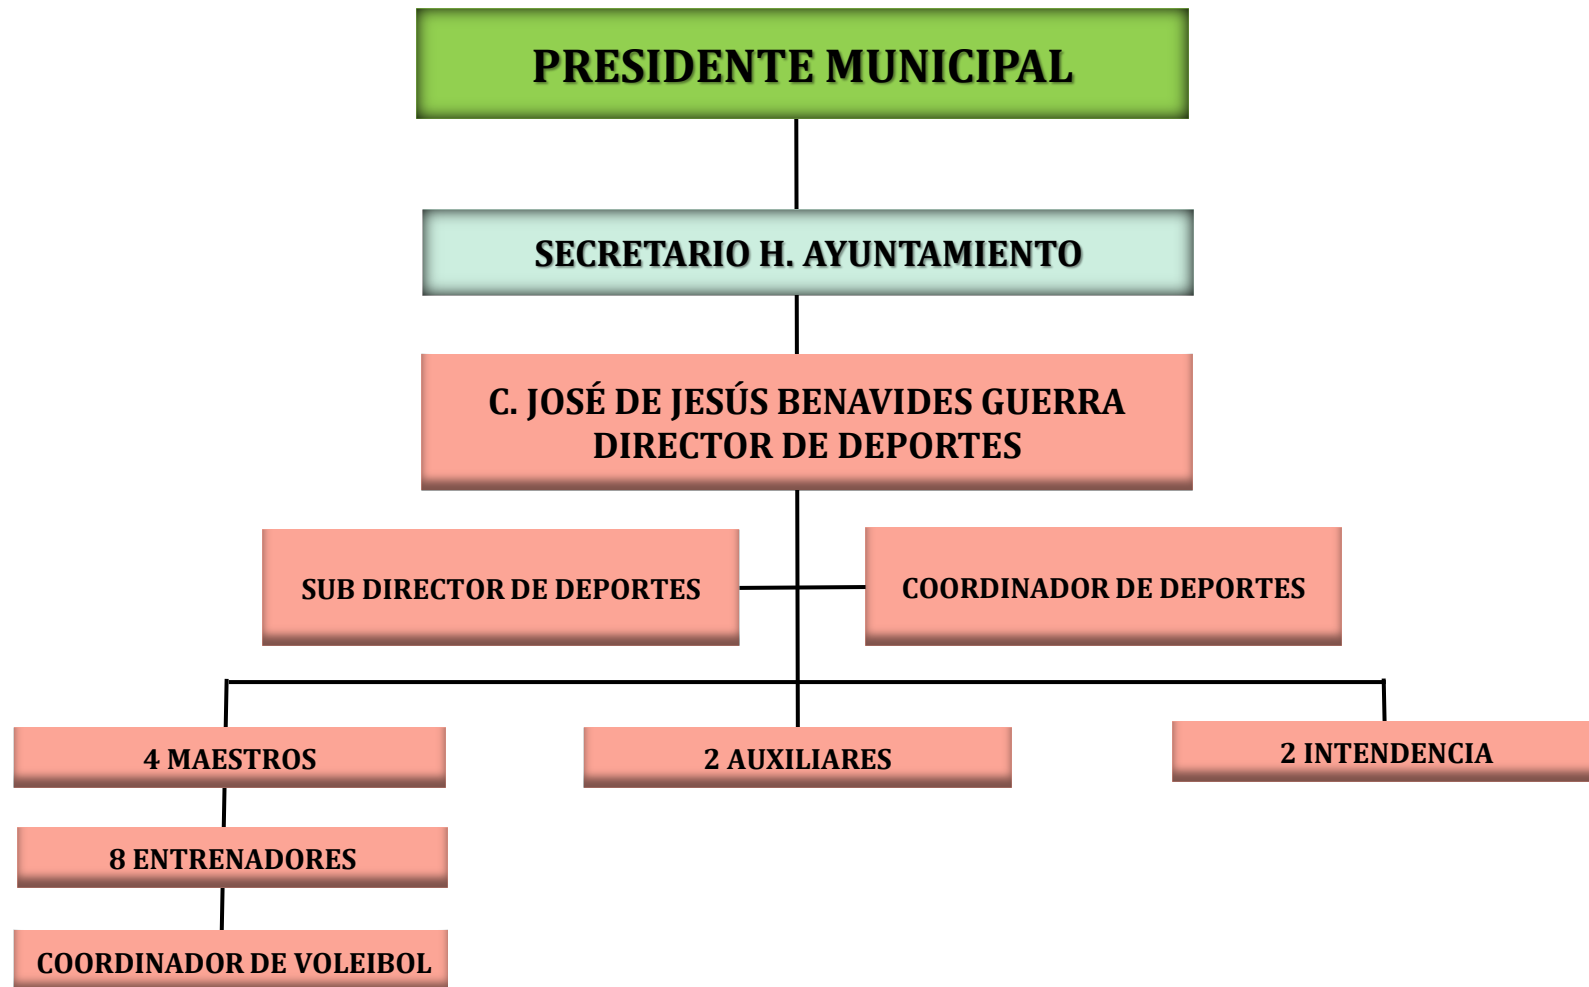 PRESIDENTE MUNICIPAL
SECRETARIO H. AYUNTAMIENTO
C. JOSÉ DE JESÚS BENAVIDES GUERRA
DIRECTOR DE DEPORTES
SUB DIRECTOR DE DEPORTES
COORDINADOR DE DEPORTES
4 MAESTROS
2 AUXILIARES
2 INTENDENCIA
8 ENTRENADORES
COORDINADOR DE VOLEIBOL